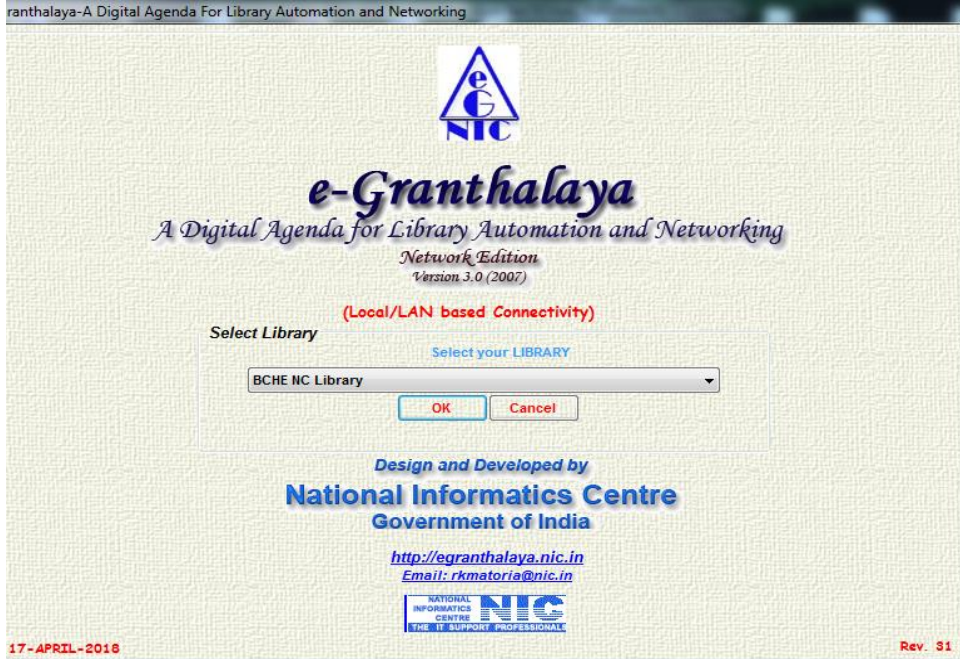 ranthalaya-A Digital Agenda For Library Automation and Networking
e
G
NIC
e-Granthalaya
A Digital Agenda for Library Automation and Networking
Network Edition
Version 3.0 (2007)
(Local/LAN based Connectivity)
Select Library
Select your LIBRARY
BCHE NC Library
OK Cancel
Design and Developed by
National Informatics Centre
Government of India
http://egranthalaya.nic.in
Email: rkmatoria@nic.in
NATIONAL
INFORMATICS
CENTRE NIC
THE IT SUPPORT PROFESSIONALS
17-APRIL-2018 Rev. S1